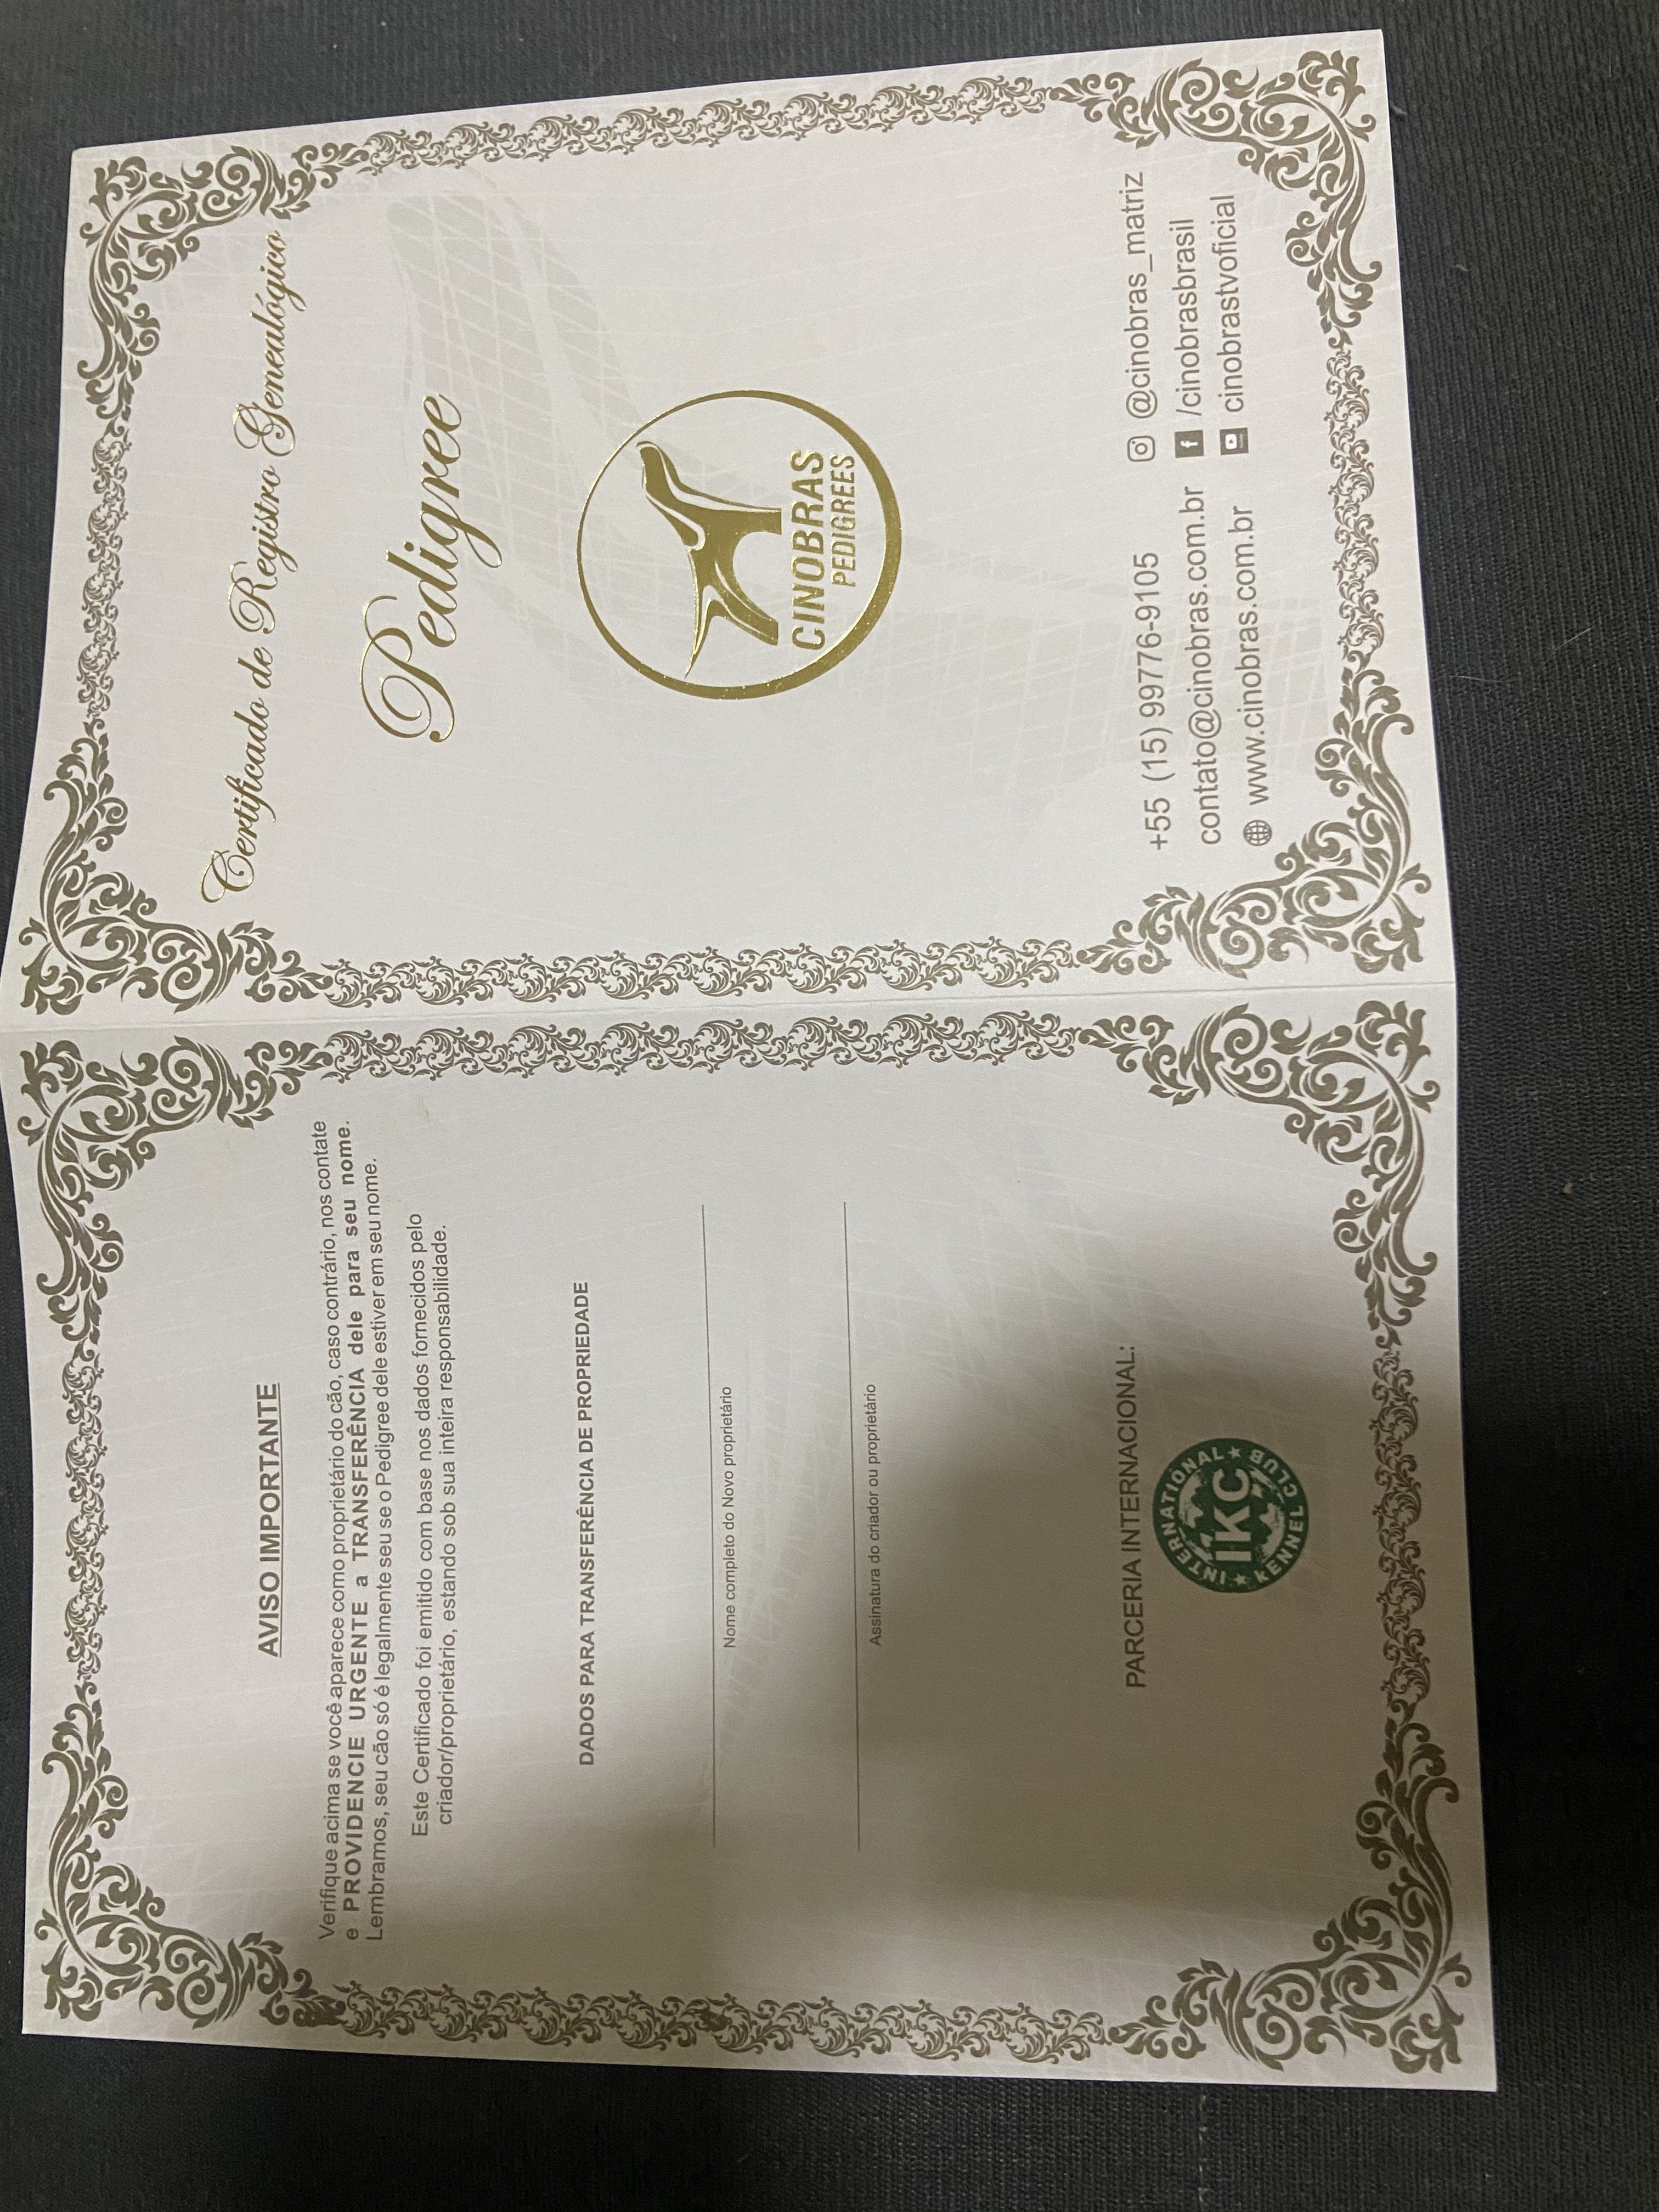 AVISO IMPORTANTE
Verifique acima se você aparece como proprietário do cão, caso contrário, nos contate
e PROVIDENCIE URGENTE a TRANSFERÊNCIA dele para seu nome.
Lembramos, seu cão só é legalmente seu se o Pedigree dele estiver em seu nome.
Este Certificado foi emitido com base nos dados fornecidos pelo
criador/proprietário, estando sob sua inteira responsabilidade.
DADOS PARA TRANSFERÊNCIA DE PROPRIEDADE
Nome completo do Novo proprietário
Assinatura do criador ou proprietário
PARCERIA INTERNACIONAL:
INTERNATIONAL
IKC
KENNEL CLUB
Certificado de Registro Genealógico
Pedigree
CINOBRAS
PEDIGREES
+55 (15) 99776-9105
contato@cinobras.com.br
www.cinobras.com.br
@cinobras_matriz
/cinobrasbrasil
cinobrastvoficial